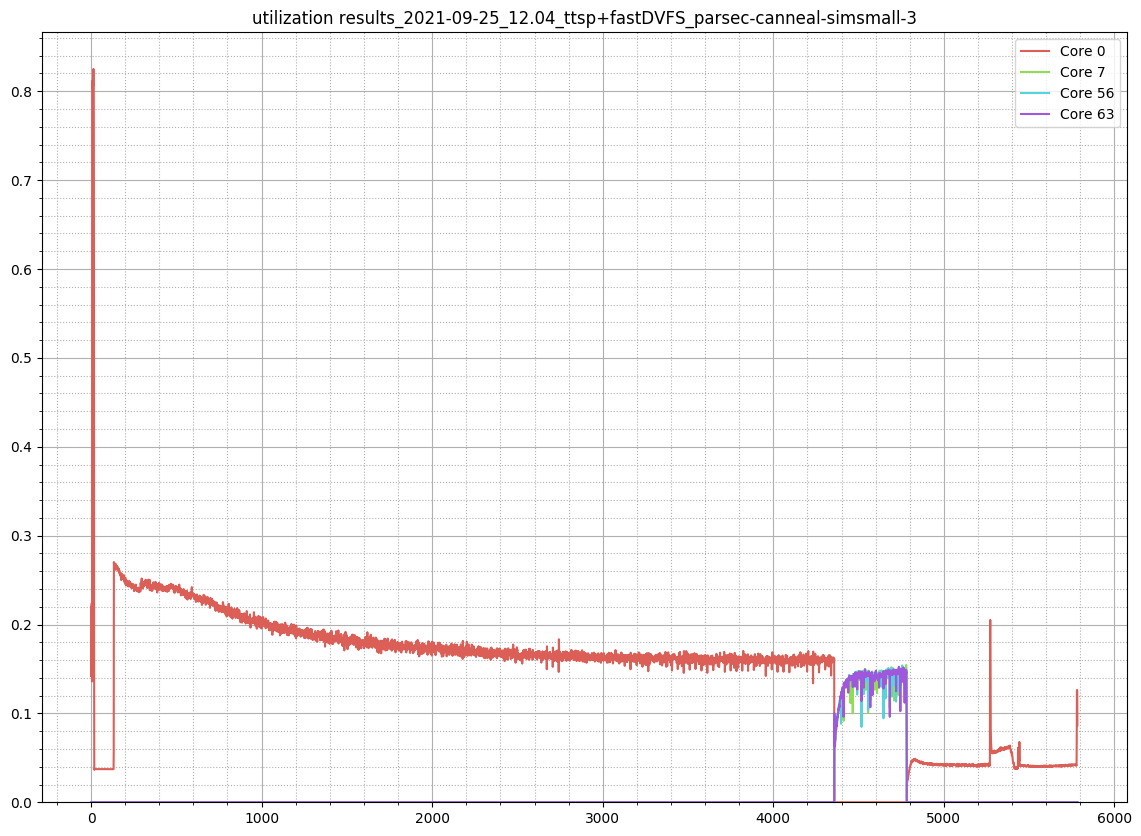 utilization results_2021-09-25_12.04_ttsp+fastDVFS_parsec-canneal-simsmall-3
Core 0
Core 7
Core 56
Core 63
0.8
0.7
0.6
0.5
0.4
0.3
0.2
0.1
0.0
0 1000 2000 3000 4000 5000 6000